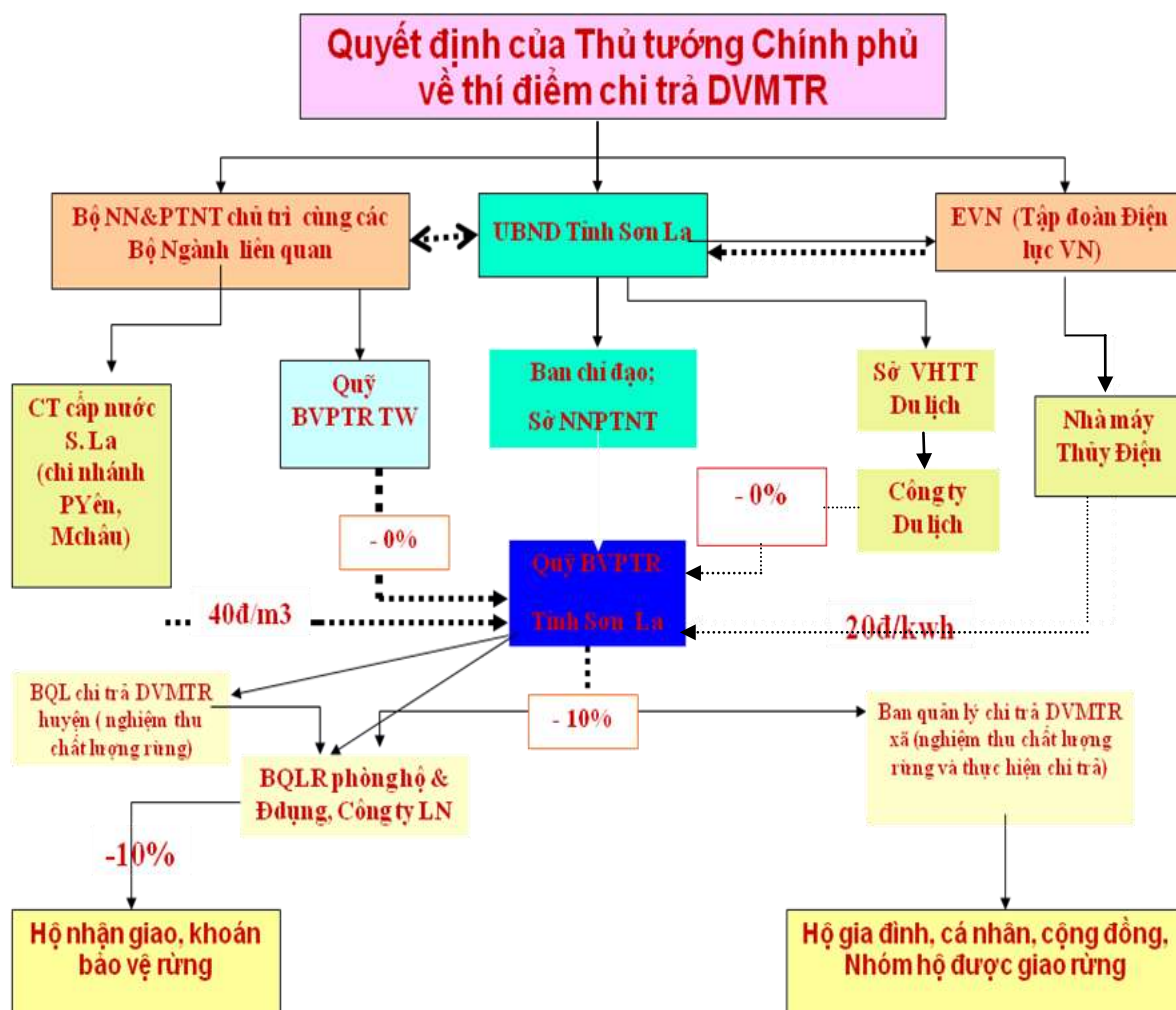 Quyết định của Thủ tướng Chính phủ
về thí điểm chi trả DVMTR
Bộ NN&PTNT chủ trì cùng các
Bộ Ngành liên quan
UBND Tỉnh Sơn La
EVN (Tập đoàn Điện
lực VN)
CT cấp nước
S. La
(chi nhánh
PYên,
Mchâu)
Quỹ
BVPTR TW
Ban chỉ đạo;
Sở NNPTNT
Sở VHTT
Du lịch
Nhà máy
Thủy Điện
Công ty
Du lịch
- 0%
- 0%
Quỹ BVPTR
Tỉnh Sơn La
40đ/m3
20đ/kwh
BQL chi trả DVMTR
huyện ( nghiệm thu
chất lượng rừng)
- 10%
Ban quản lý chi trả DVMTR
xã (nghiệm thu chất lượng
rừng và thực hiện chi trả)
BQLR phòng hộ &
Đdụng, Công ty LN
-10%
Hộ nhận giao, khoán
bảo vệ rừng
Hộ gia đình, cá nhân, cộng đồng,
Nhóm hộ được giao rừng